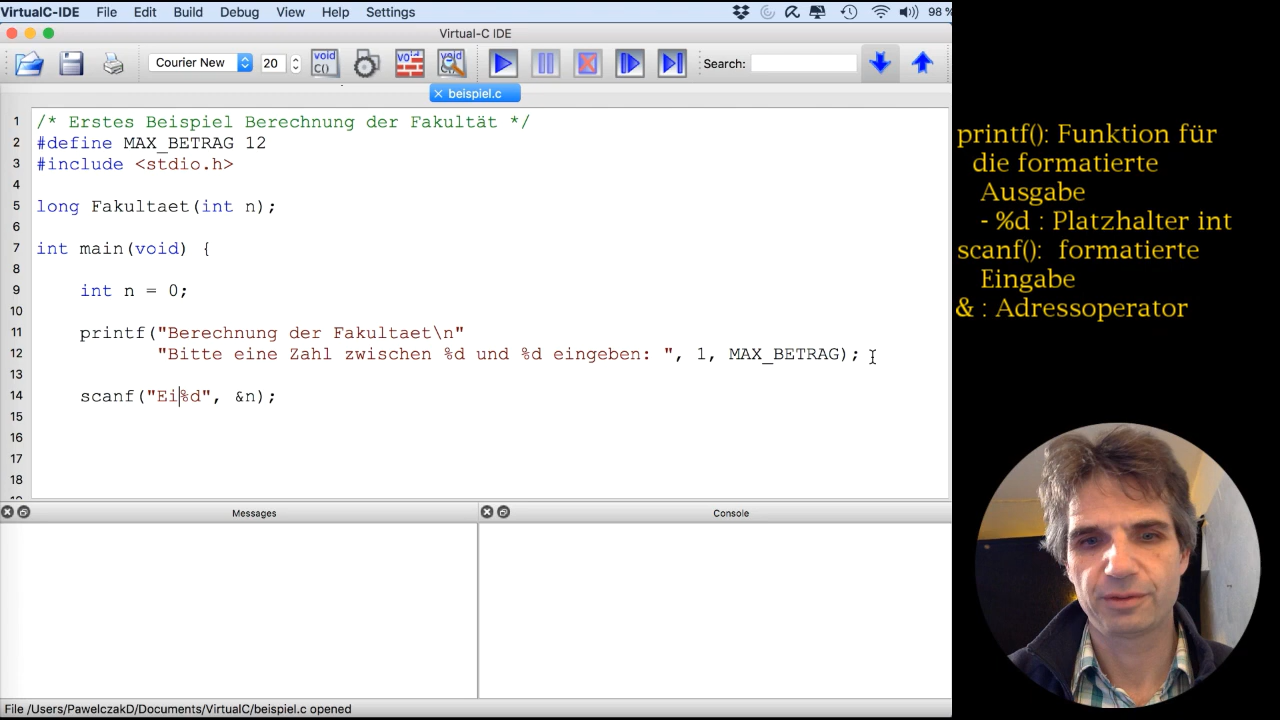 VirtualC-IDE File Edit Build Debug View Help Settings 98 %
Virtual-C IDE
Courier New 20 void C() void Search:
× beispiel.c
1 /* Erstes Beispiel Berechnung der Fakultät */
2 #define MAX_BETRAG 12
3 #include <stdio.h>
4
5 long Fakultaet(int n);
6
7 int main(void) {
8
9 int n = 0;
10
11 printf("Berechnung der Fakultaet\n"
12 "Bitte eine Zahl zwischen %d und %d eingeben: ", 1, MAX_BETRAG);
13
14 scanf("Ei%d", &n);
15
16
17
18
Messages
Console
File /Users/PawelczakD/Documents/VirtualC/beispiel.c opened
printf(): Funktion für
die formatierte
Ausgabe
- %d : Platzhalter int
scanf(): formatierte
Eingabe
& : Adressoperator